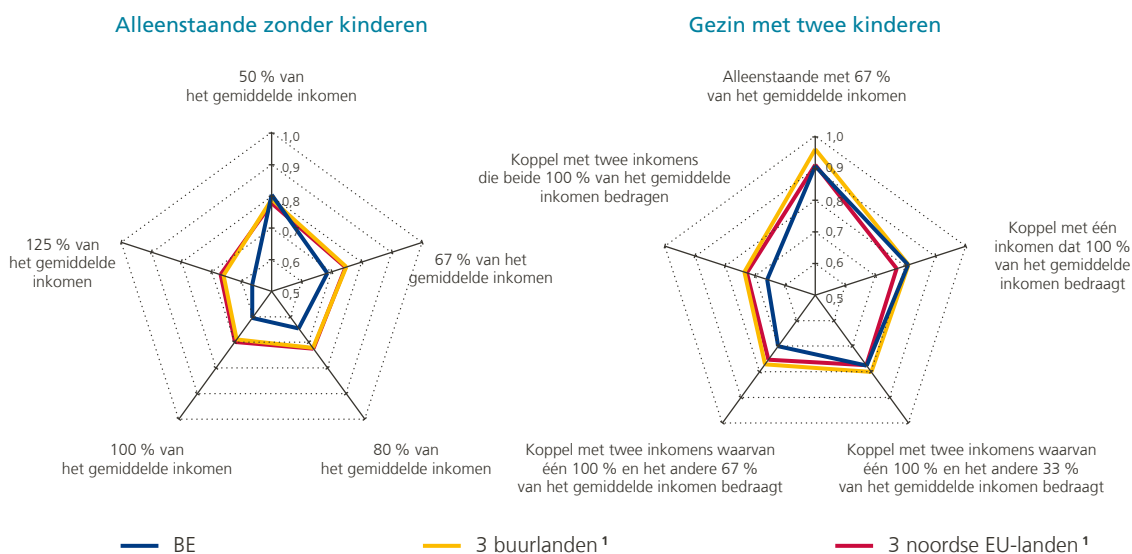 Alleenstaande zonder kinderen
50 % van
het gemiddelde inkomen
1,0
0,9
0,8
0,7
0,6
0,5
67 % van het
gemiddelde inkomen
80 % van
het gemiddelde inkomen
100 % van
het gemiddelde inkomen
125 % van
het gemiddelde
inkomen
Gezin met twee kinderen
Alleenstaande met 67 %
van het gemiddelde inkomen
1,0
0,9
0,8
0,7
0,6
0,5
Koppel met één
inkomen dat 100 %
van het gemiddelde
inkomen bedraagt
Koppel met twee inkomens waarvan
één 100 % en het andere 33 %
van het gemiddelde inkomen bedraagt
Koppel met twee inkomens waarvan
één 100 % en het andere 67 %
van het gemiddelde inkomen bedraagt
Koppel met twee inkomens
die beide 100 % van het gemiddelde
inkomen bedragen
BE
3 buurlanden ¹
3 noordse EU-landen ¹